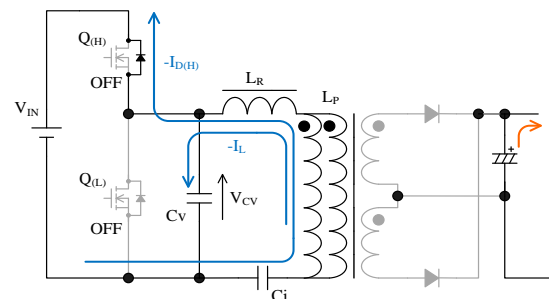 Q(H)
-ID(H)
OFF
LR
LP
VIN
-IL
+
Q(L)
Cv
VCV
OFF
Ci